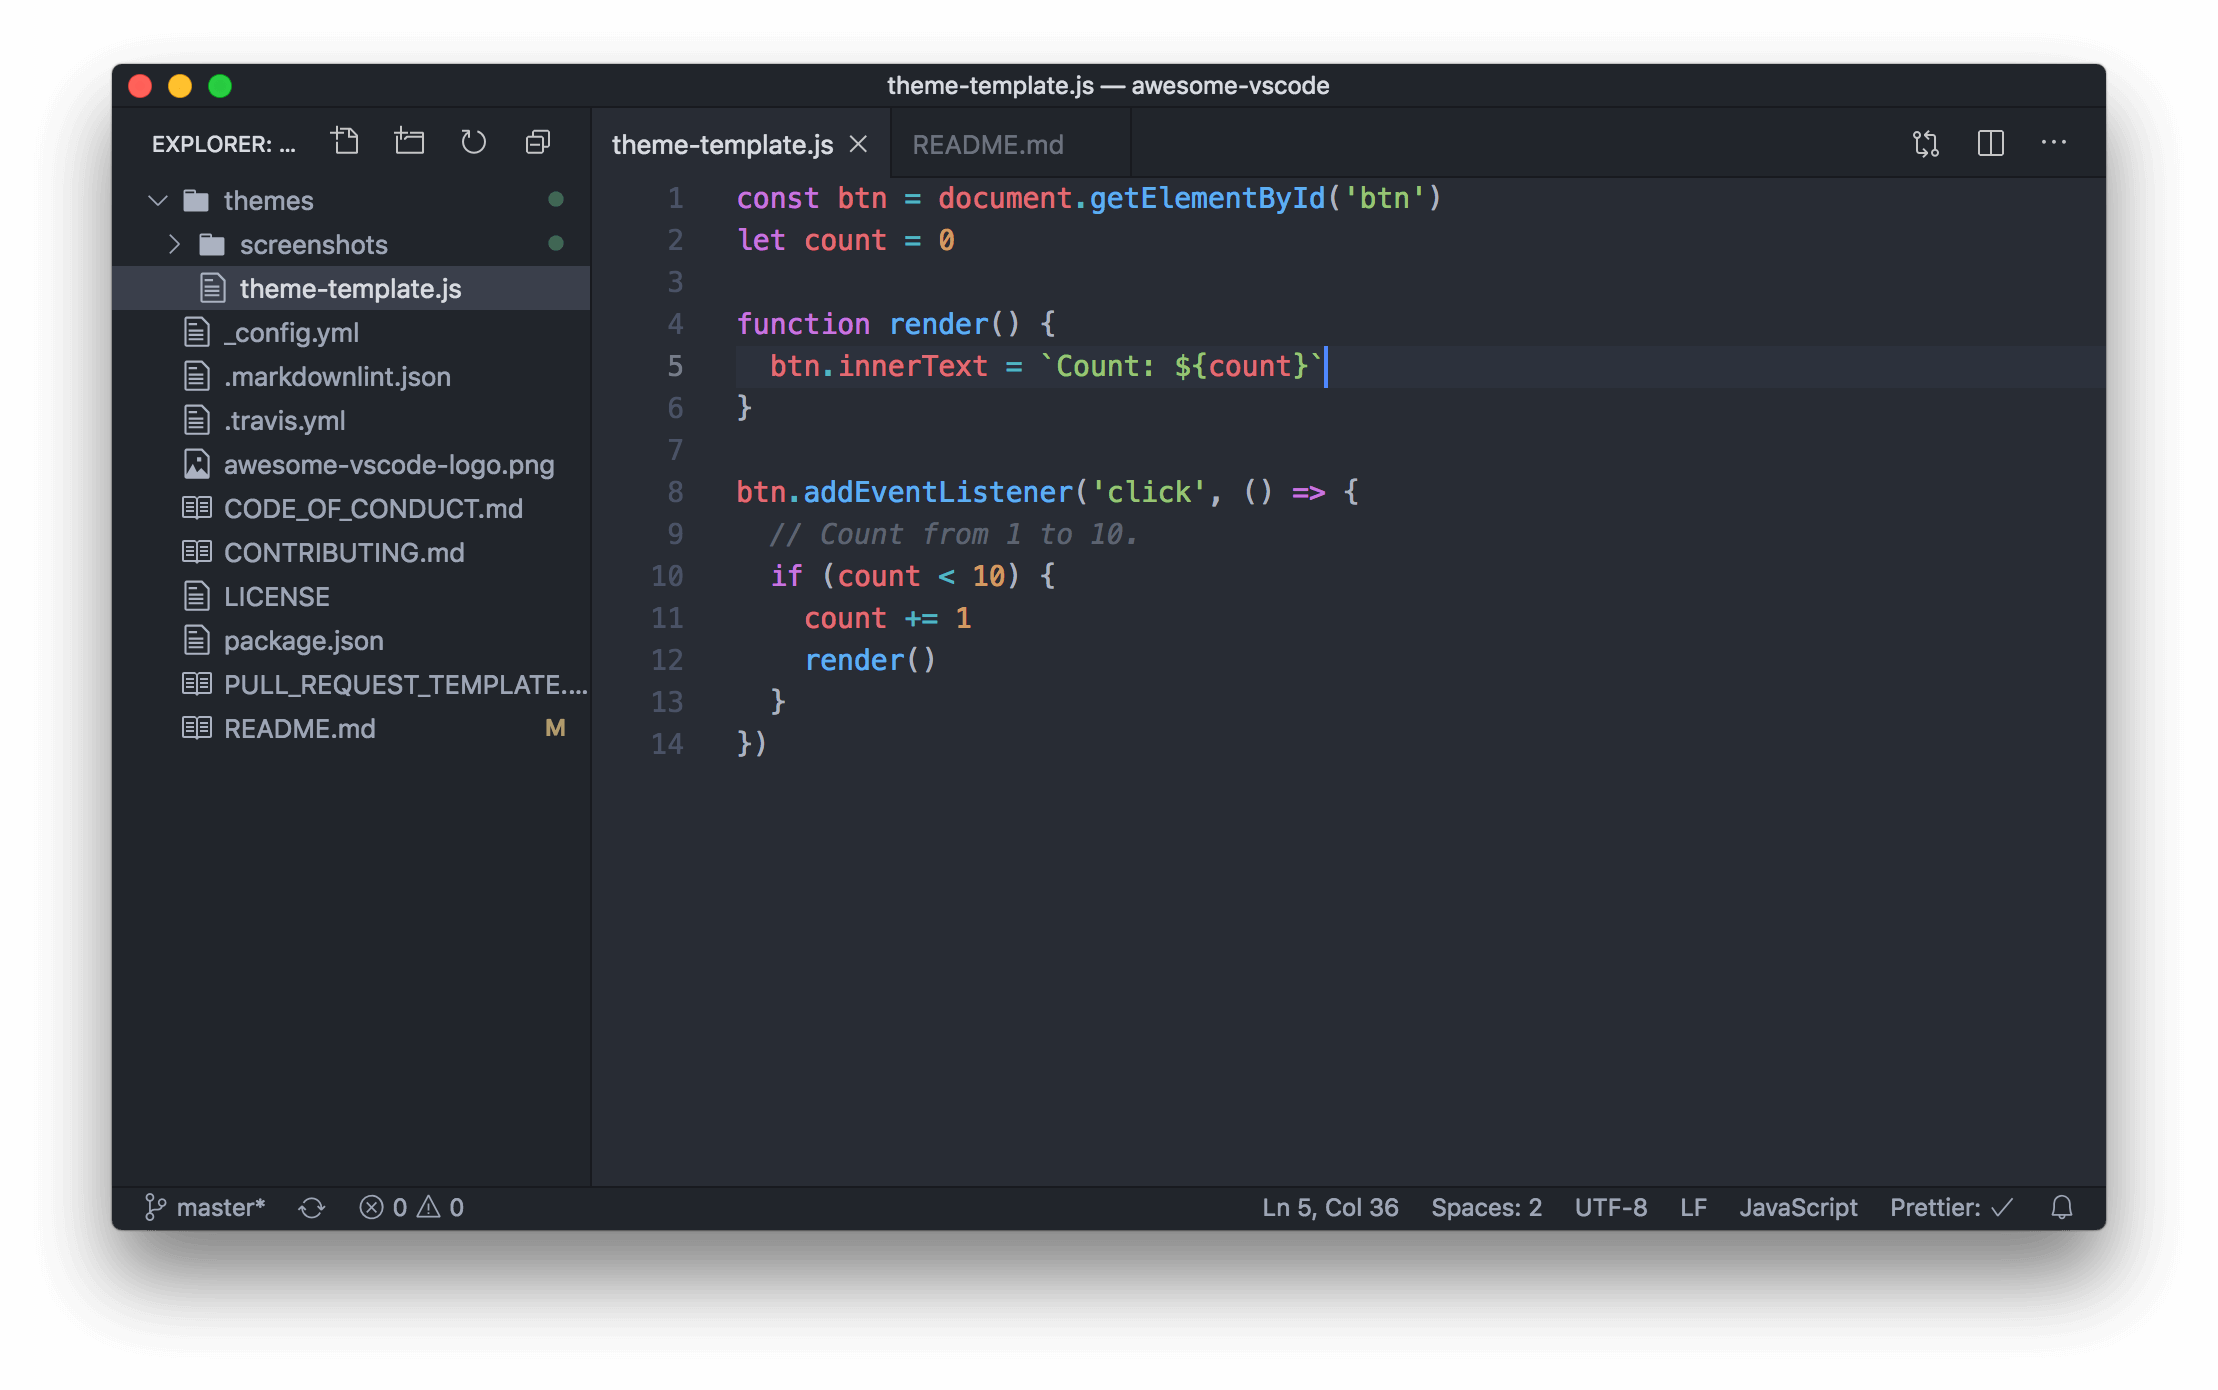 theme-template.js — awesome-vscode
EXPLORER: ...
themes
screenshots
theme-template.js
_config.yml
.markdownlint.json
.travis.yml
awesome-vscode-logo.png
CODE_OF_CONDUCT.md
CONTRIBUTING.md
LICENSE
package.json
PULL_REQUEST_TEMPLATE....
README.md M
theme-template.js README.md
1 const btn = document.getElementById('btn')
2 let count = 0
3
4 function render() {
5   btn.innerText = `Count: ${count}`
6 }
7
8 btn.addEventListener('click', () => {
9   // Count from 1 to 10.
10   if (count < 10) {
11     count += 1
12     render()
13   }
14 })
master* 0 0 Ln 5, Col 36 Spaces: 2 UTF-8 LF JavaScript Prettier: ✓